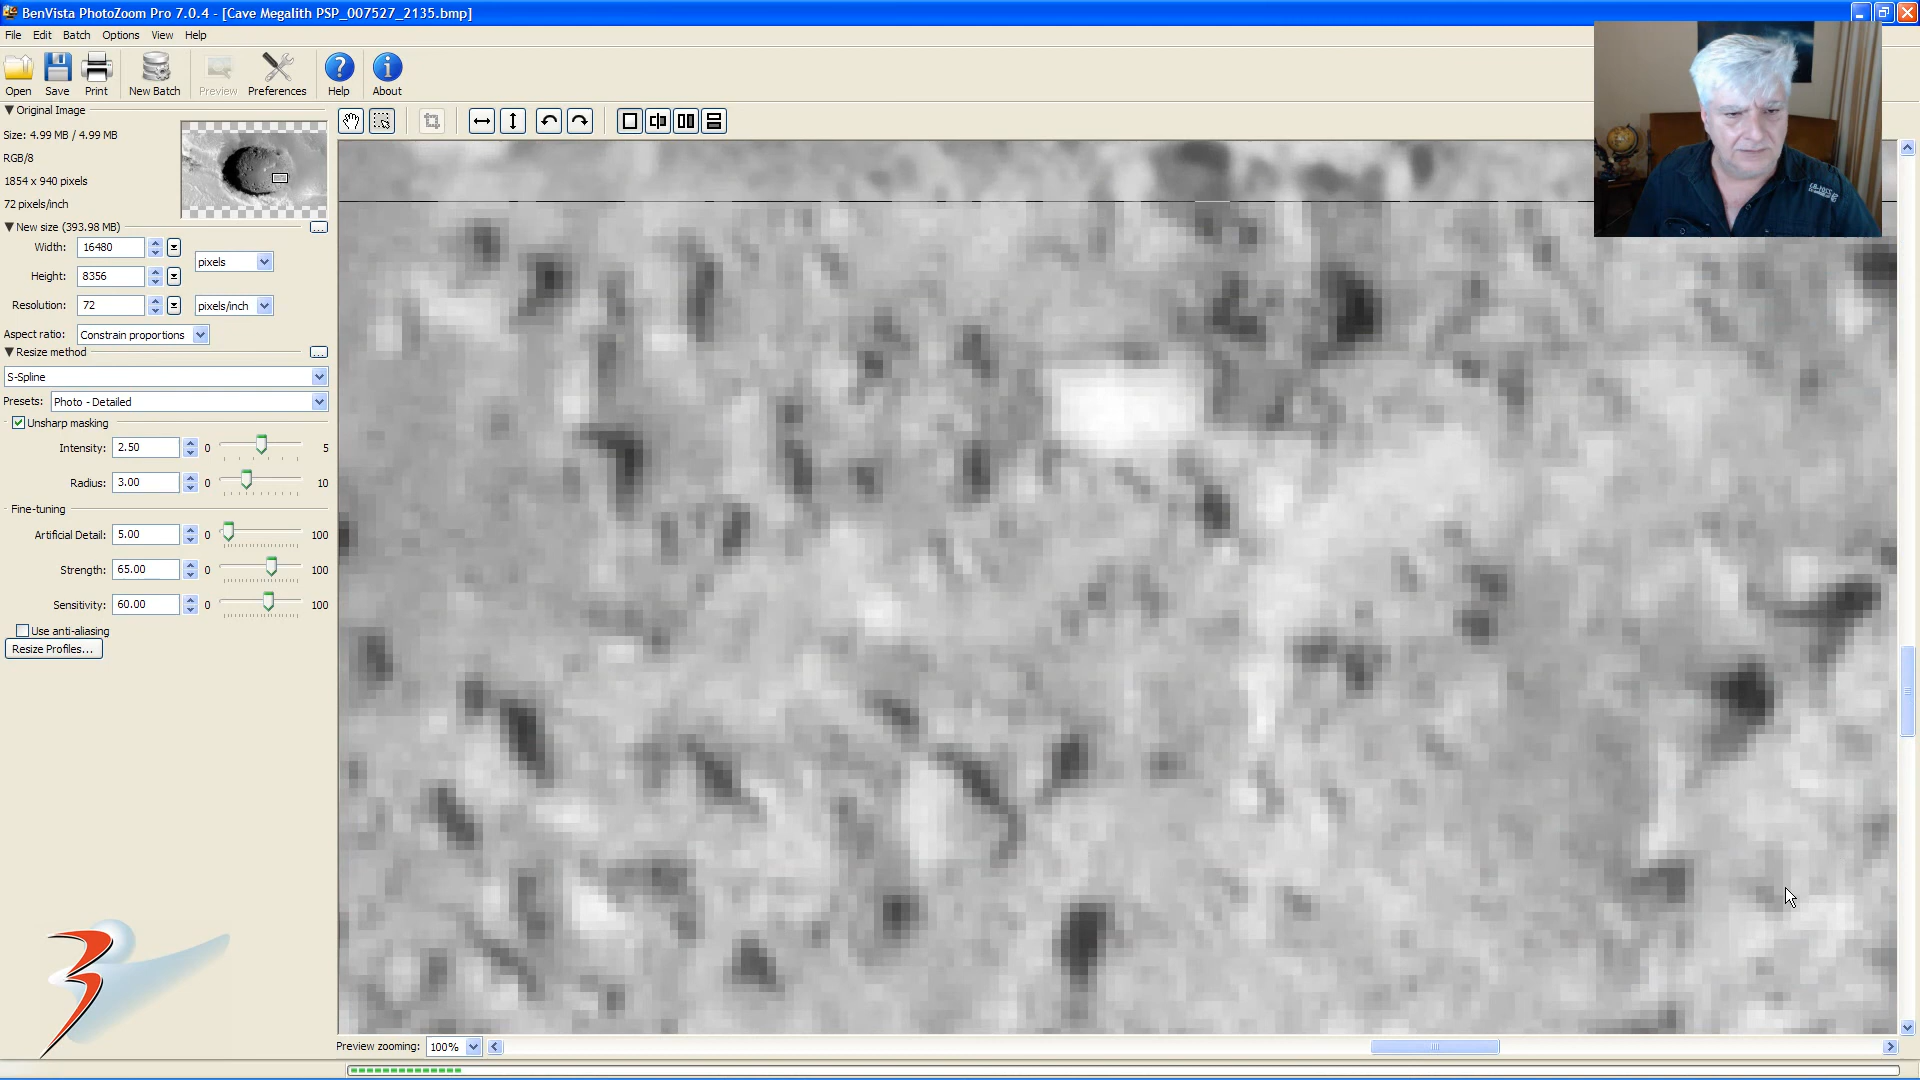 BenVista PhotoZoom Pro 7.0.4 - [Cave Megalith PSP_007527_2135.bmp]
File Edit Batch Options View Help
Open Save Print New Batch Preview Preferences Help About
Original Image
Size: 4.99 MB / 4.99 MB
RGB/8
1854 x 940 pixels
72 pixels/inch
New size (393.98 MB)
...
Width: 16480 pixels
Height: 8356
Resolution: 72 pixels/inch
Aspect ratio: Constrain proportions
Resize method
...
S-Spline
Presets: Photo - Detailed
Unsharp masking
Intensity: 2.50 0 5
Radius: 3.00 0 10
Fine-tuning
Artificial Detail: 5.00 0 100
Strength: 65.00 0 100
Sensitivity: 60.00 0 100
Use anti-aliasing
Resize Profiles...
Preview zooming: 100%